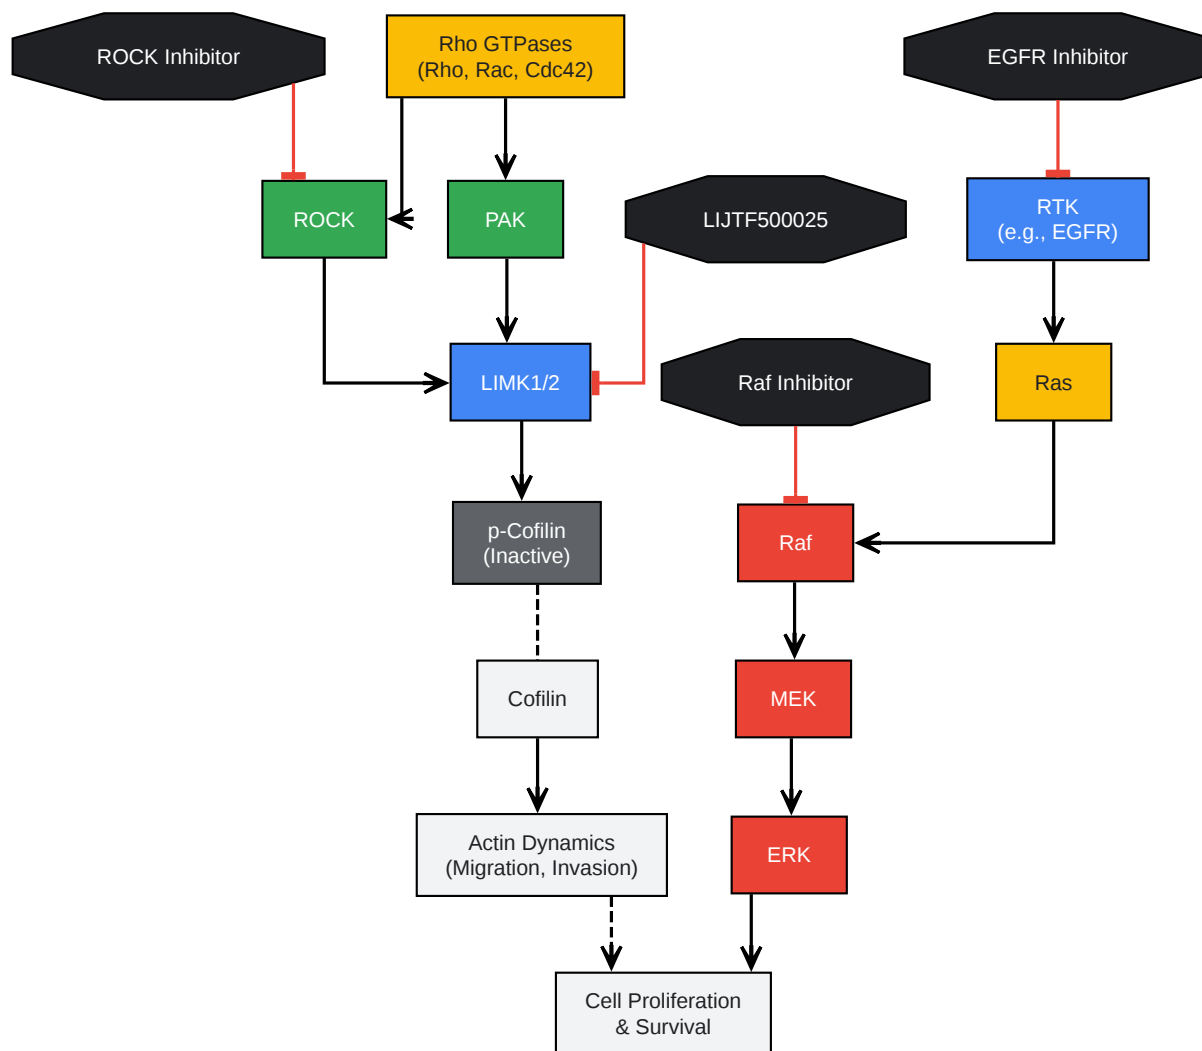 ROCK Inhibitor
Rho GTPases
(Rho, Rac, Cdc42)
EGFR Inhibitor
ROCK
PAK
LIJTF500025
RTK
(e.g., EGFR)
LIMK1/2
Raf Inhibitor
Ras
p-Cofilin
(Inactive)
Raf
Cofilin
MEK
Actin Dynamics
(Migration, Invasion)
ERK
Cell Proliferation
& Survival